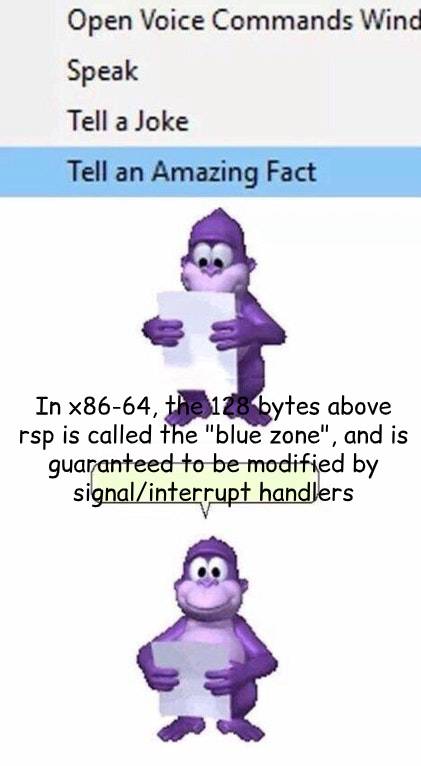 Open Voice Commands Wind
Speak
Tell a Joke
Tell an Amazing Fact
In x86-64, the 128 bytes above
rsp is called the "blue zone", and is
guaranteed to be modified by
signal/interrupt handlers